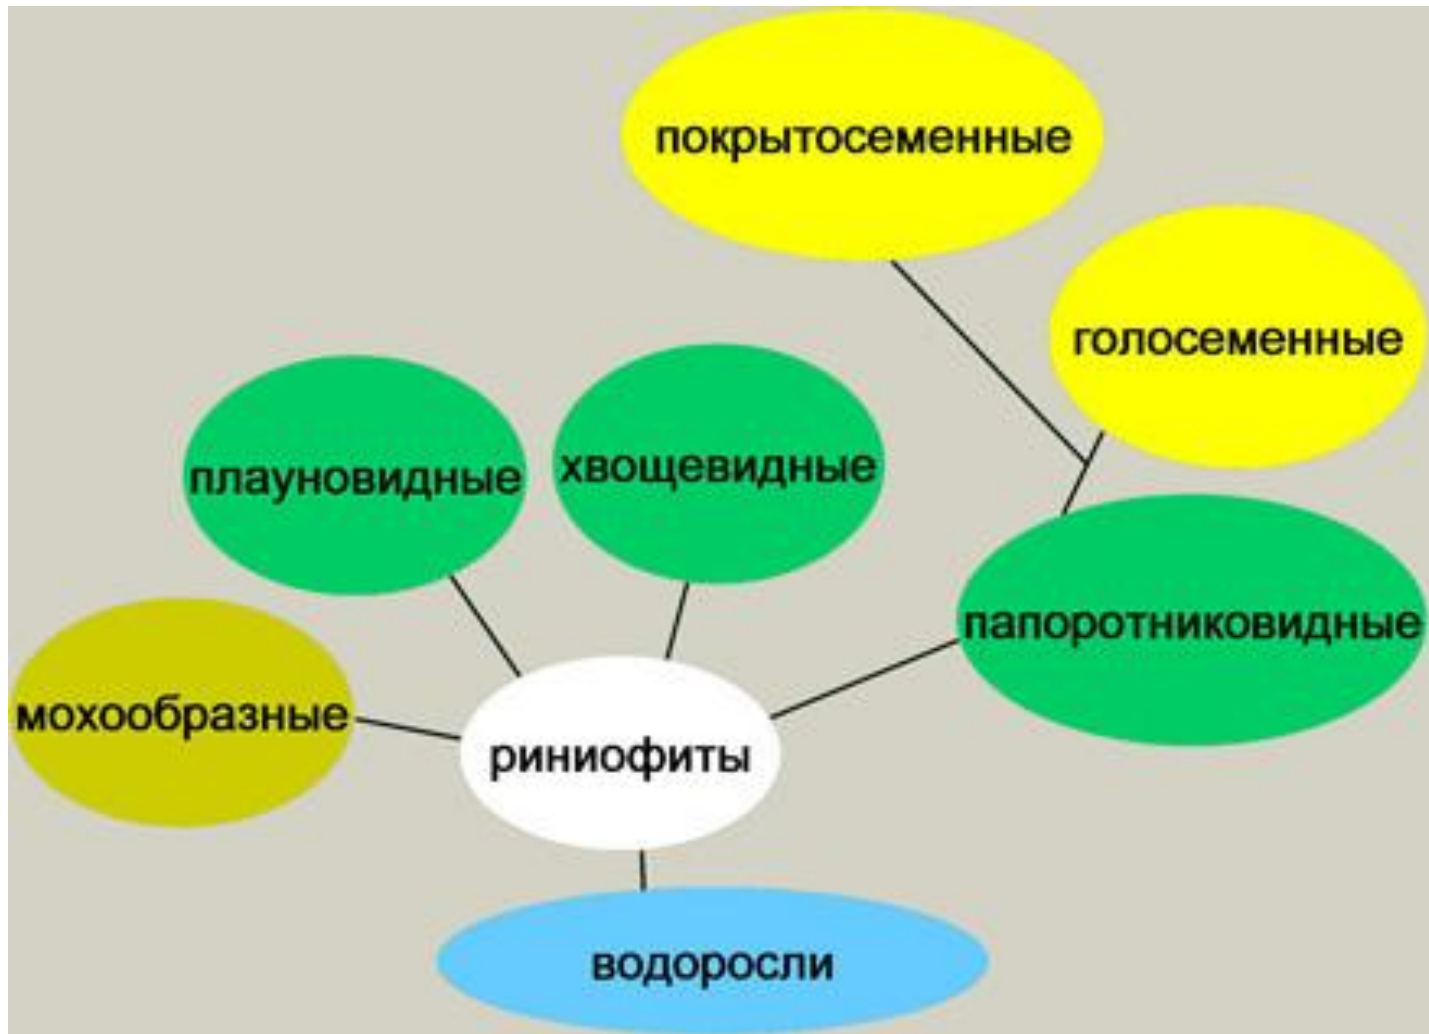 покрытосеменные
голосеменные
хвощевидные
плауновидные
папоротниковидные
мохообразные
риниофиты
водоросли